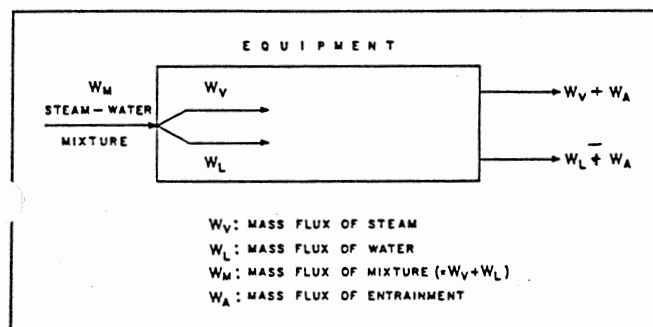 EQUIPMENT
WM
STEAM-WATER
MIXTURE
WV
WL
WV + WA
WL ∓ WA
WV: MASS FLUX OF STEAM
WL: MASS FLUX OF WATER
WM: MASS FLUX OF MIXTURE (=WV+WL)
WA: MASS FLUX OF ENTRAINMENT